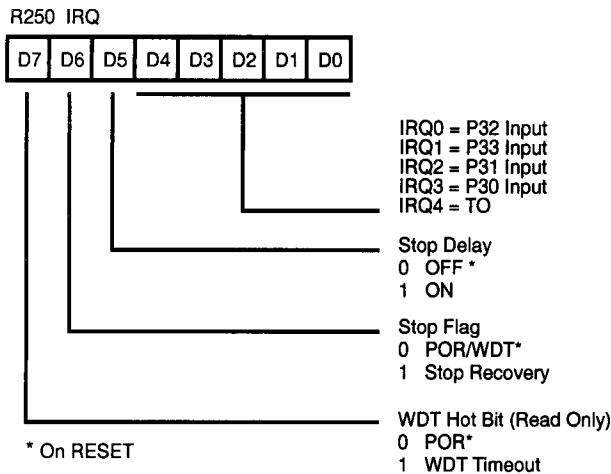 R250 IRQ
D7 D6 D5 D4 D3 D2 D1 D0
IRQ0 = P32 Input
IRQ1 = P33 Input
IRQ2 = P31 Input
IRQ3 = P30 Input
IRQ4 = TO
Stop Delay
0 OFF *
1 ON
Stop Flag
0 POR/WDT*
1 Stop Recovery
WDT Hot Bit (Read Only)
0 POR*
1 WDT Timeout
* On RESET